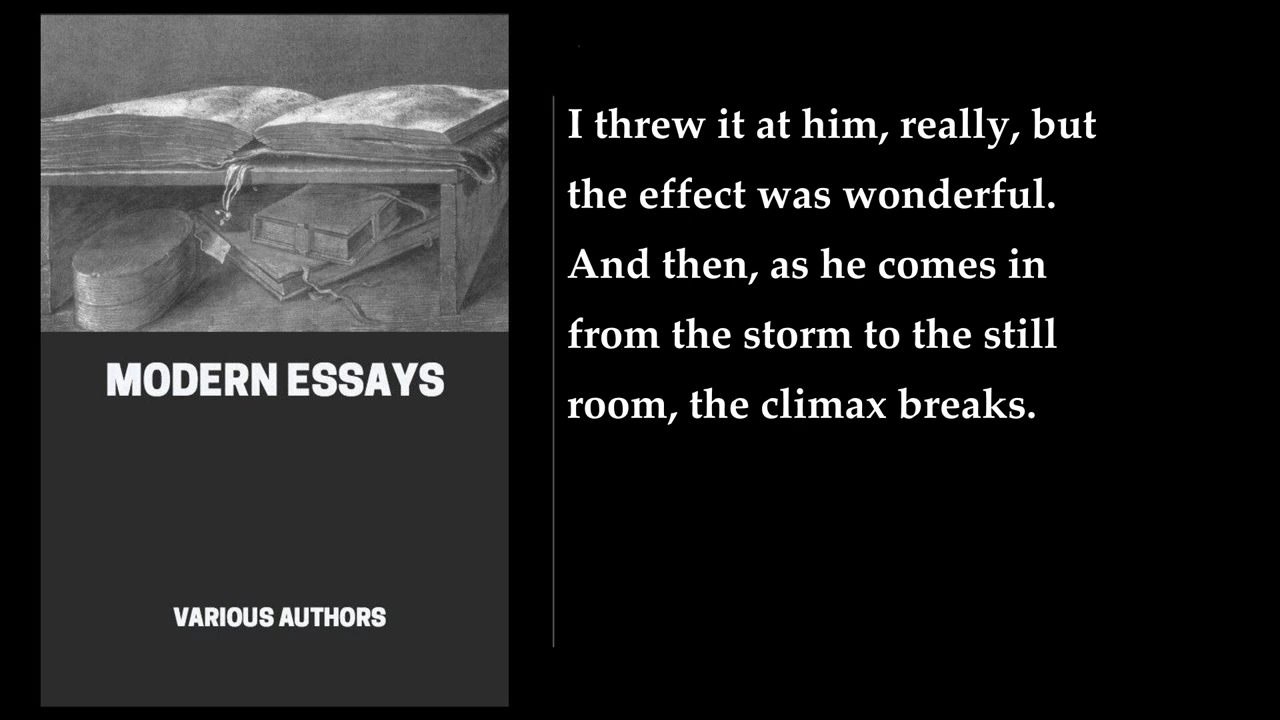 MODERN ESSAYS
VARIOUS AUTHORS
I threw it at him, really, but
the effect was wonderful.
And then, as he comes in
from the storm to the still
room, the climax breaks.